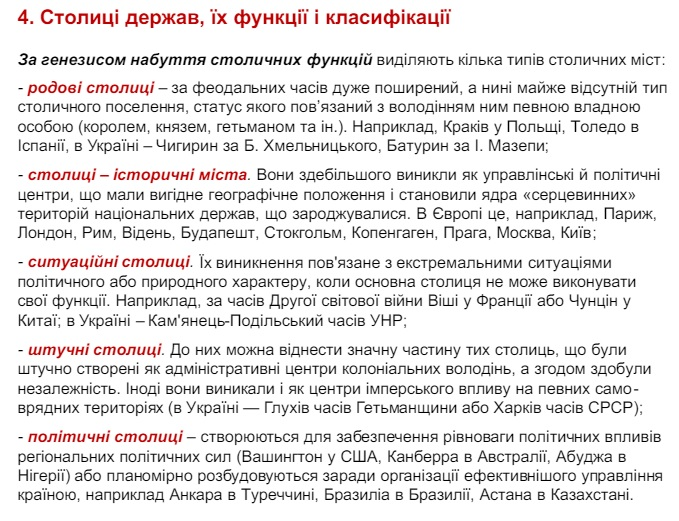 4. Столиці держав, їх функції і класифікації
За генезисом набуття столичних функцій виділяють кілька типів столичних міст:
- родові столиці – за феодальних часів дуже поширений, а нині майже відсутній тип
столичного поселення, статус якого пов’язаний з володінням ним певною владною
особою (королем, князем, гетьманом та ін.). Наприклад, Краків у Польщі, Толедо в
Іспанії, в Україні – Чигирин за Б. Хмельницького, Батурин за І. Мазепи;
- столиці – історичні міста. Вони здебільшого виникли як управлінські й політичні
центри, що мали вигідне географічне положення і становили ядра «серцевинних»
територій національних держав, що зароджувалися. В Європі це, наприклад, Париж,
Лондон, Рим, Відень, Будапешт, Стокгольм, Копенгаген, Прага, Москва, Київ;
- ситуаційні столиці. Їх виникнення пов'язане з екстремальними ситуаціями
політичного або природного характеру, коли основна столиця не може виконувати
свої функції. Наприклад, за часів Другої світової війни Віші у Франції або Чунцін у
Китаї; в Україні – Кам'янець-Подільський часів УНР;
- штучні столиці. До них можна віднести значну частину тих столиць, що були
штучно створені як адміністративні центри колоніальних володінь, а згодом здобули
незалежність. Іноді вони виникали і як центри імперського впливу на певних само-
врядних територіях (в Україні — Глухів часів Гетьманщини або Харків часів СРСР);
- політичні столиці – створюються для забезпечення рівноваги політичних впливів
регіональних політичних сил (Вашингтон у США, Канберра в Австралії, Абуджа в
Нігерії) або планомірно розбудовуються заради організації ефективнішого управління
країною, наприклад Анкара в Туреччині, Бразиліа в Бразилії, Астана в Казахстані.